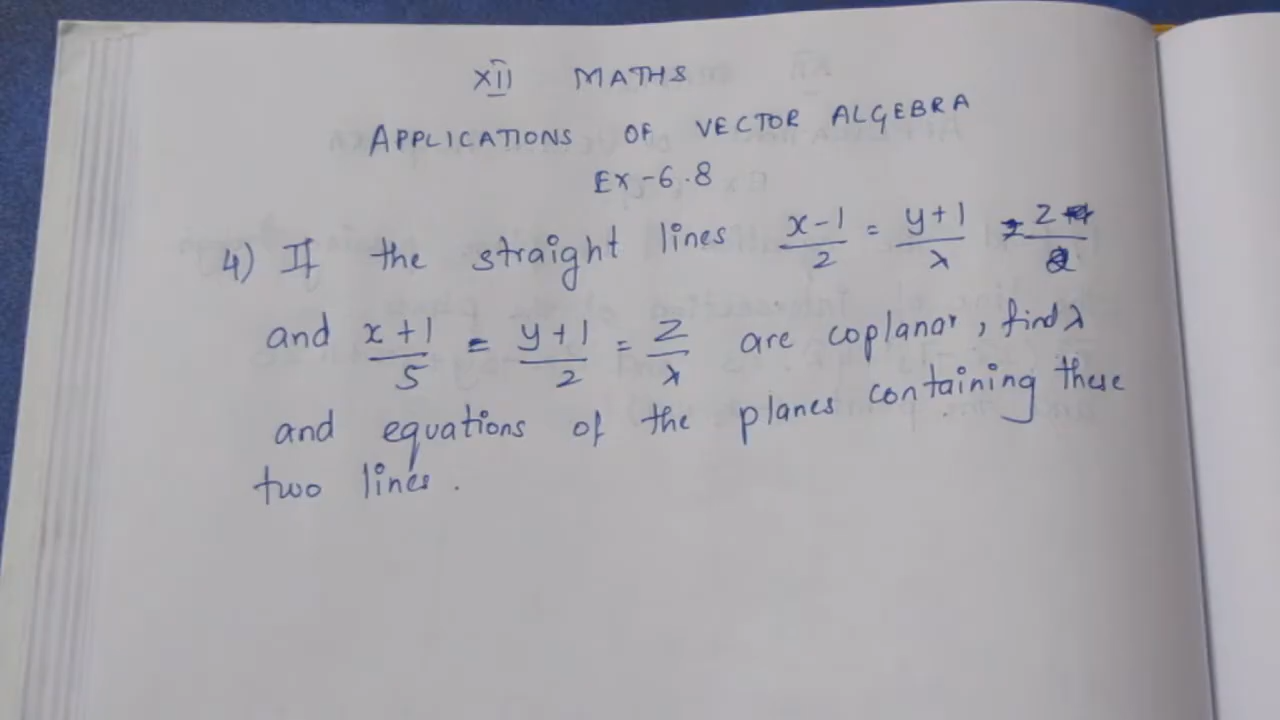 XII MATHS
APPLICATIONS OF VECTOR ALGEBRA
Ex-6.8
4) If the straight lines (x-1)/2 = (y+1)/λ = z/2
and (x+1)/5 = (y+1)/2 = z/λ are coplanar, find λ
and equations of the planes containing these
two lines.